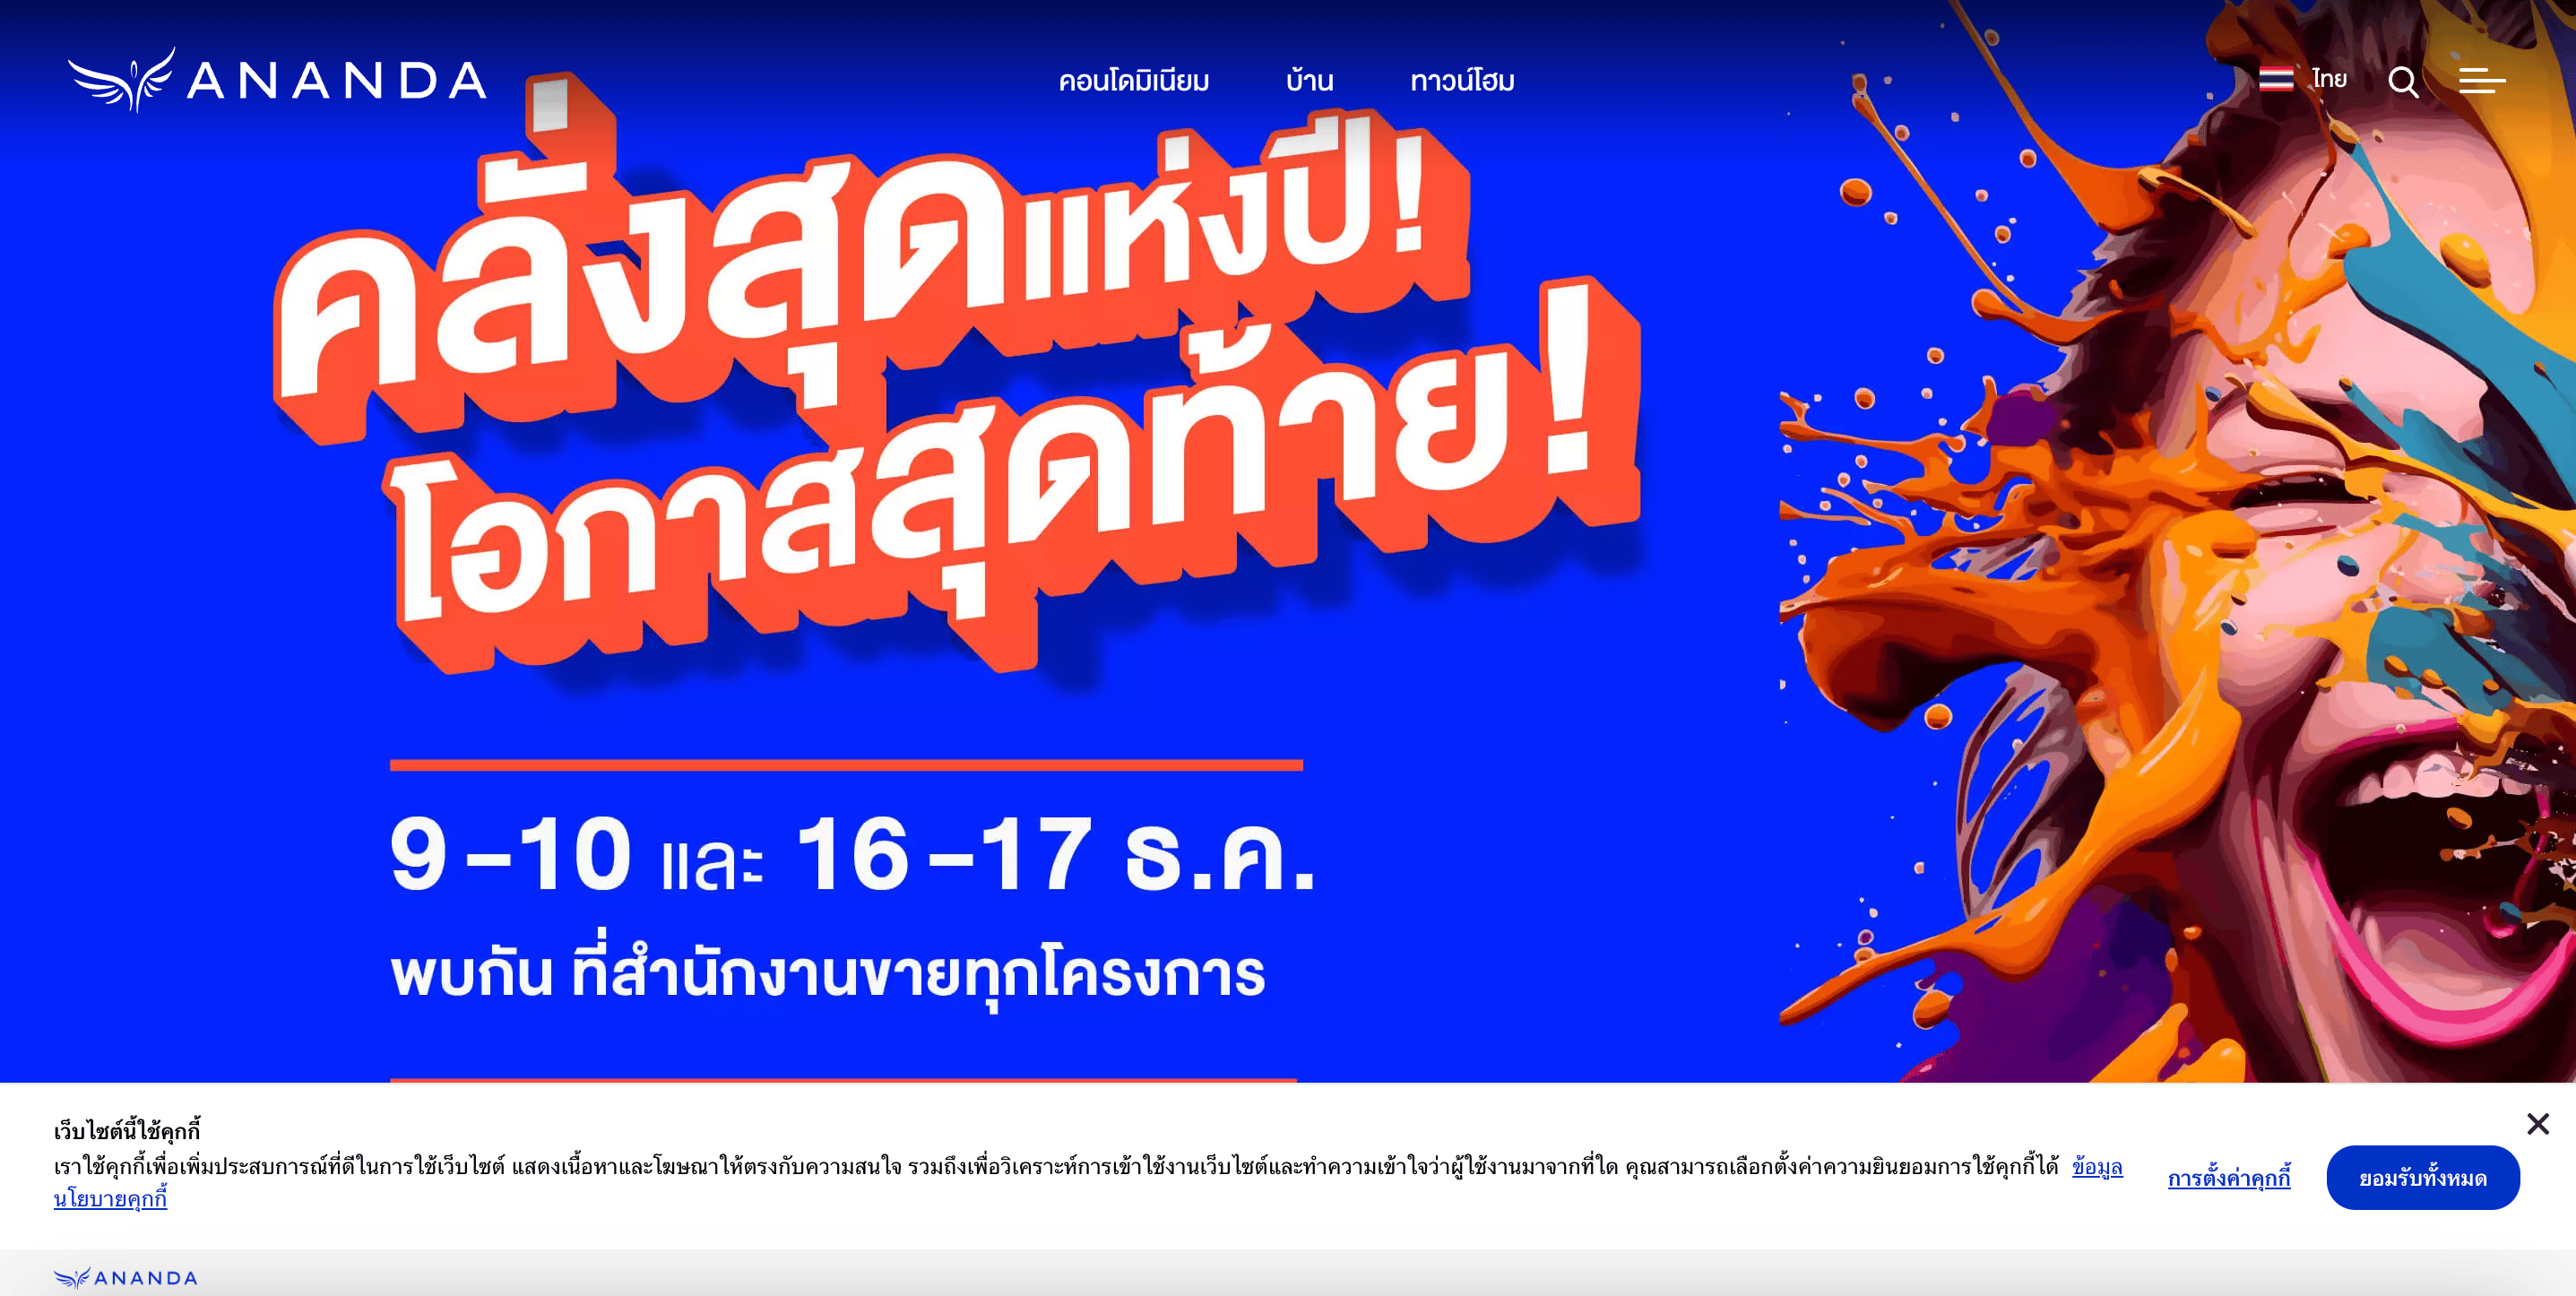 ANANDA
คอนโดมิเนียม
บ้าน
ทาวน์โฮม
ไทย
คลั่งสุดแห่งปี!
โอกาสสุดท้าย!
9-10 และ 16-17 ธ.ค.
พบกัน ที่สำนักงานขายทุกโครงการ
เว็บไซต์นี้ใช้คุกกี้
เราใช้คุกกี้เพื่อเพิ่มประสบการณ์ที่ดีในการใช้เว็บไซต์ แสดงเนื้อหาและโฆษณาให้ตรงกับความสนใจ รวมถึงเพื่อวิเคราะห์การเข้าใช้งานเว็บไซต์และทำความเข้าใจว่าผู้ใช้งานมาจากที่ใด คุณสามารถเลือกตั้งค่าความยินยอมการใช้คุกกี้ได้ ข้อมูล
นโยบายคุกกี้
การตั้งค่าคุกกี้
ยอมรับทั้งหมด
ANANDA